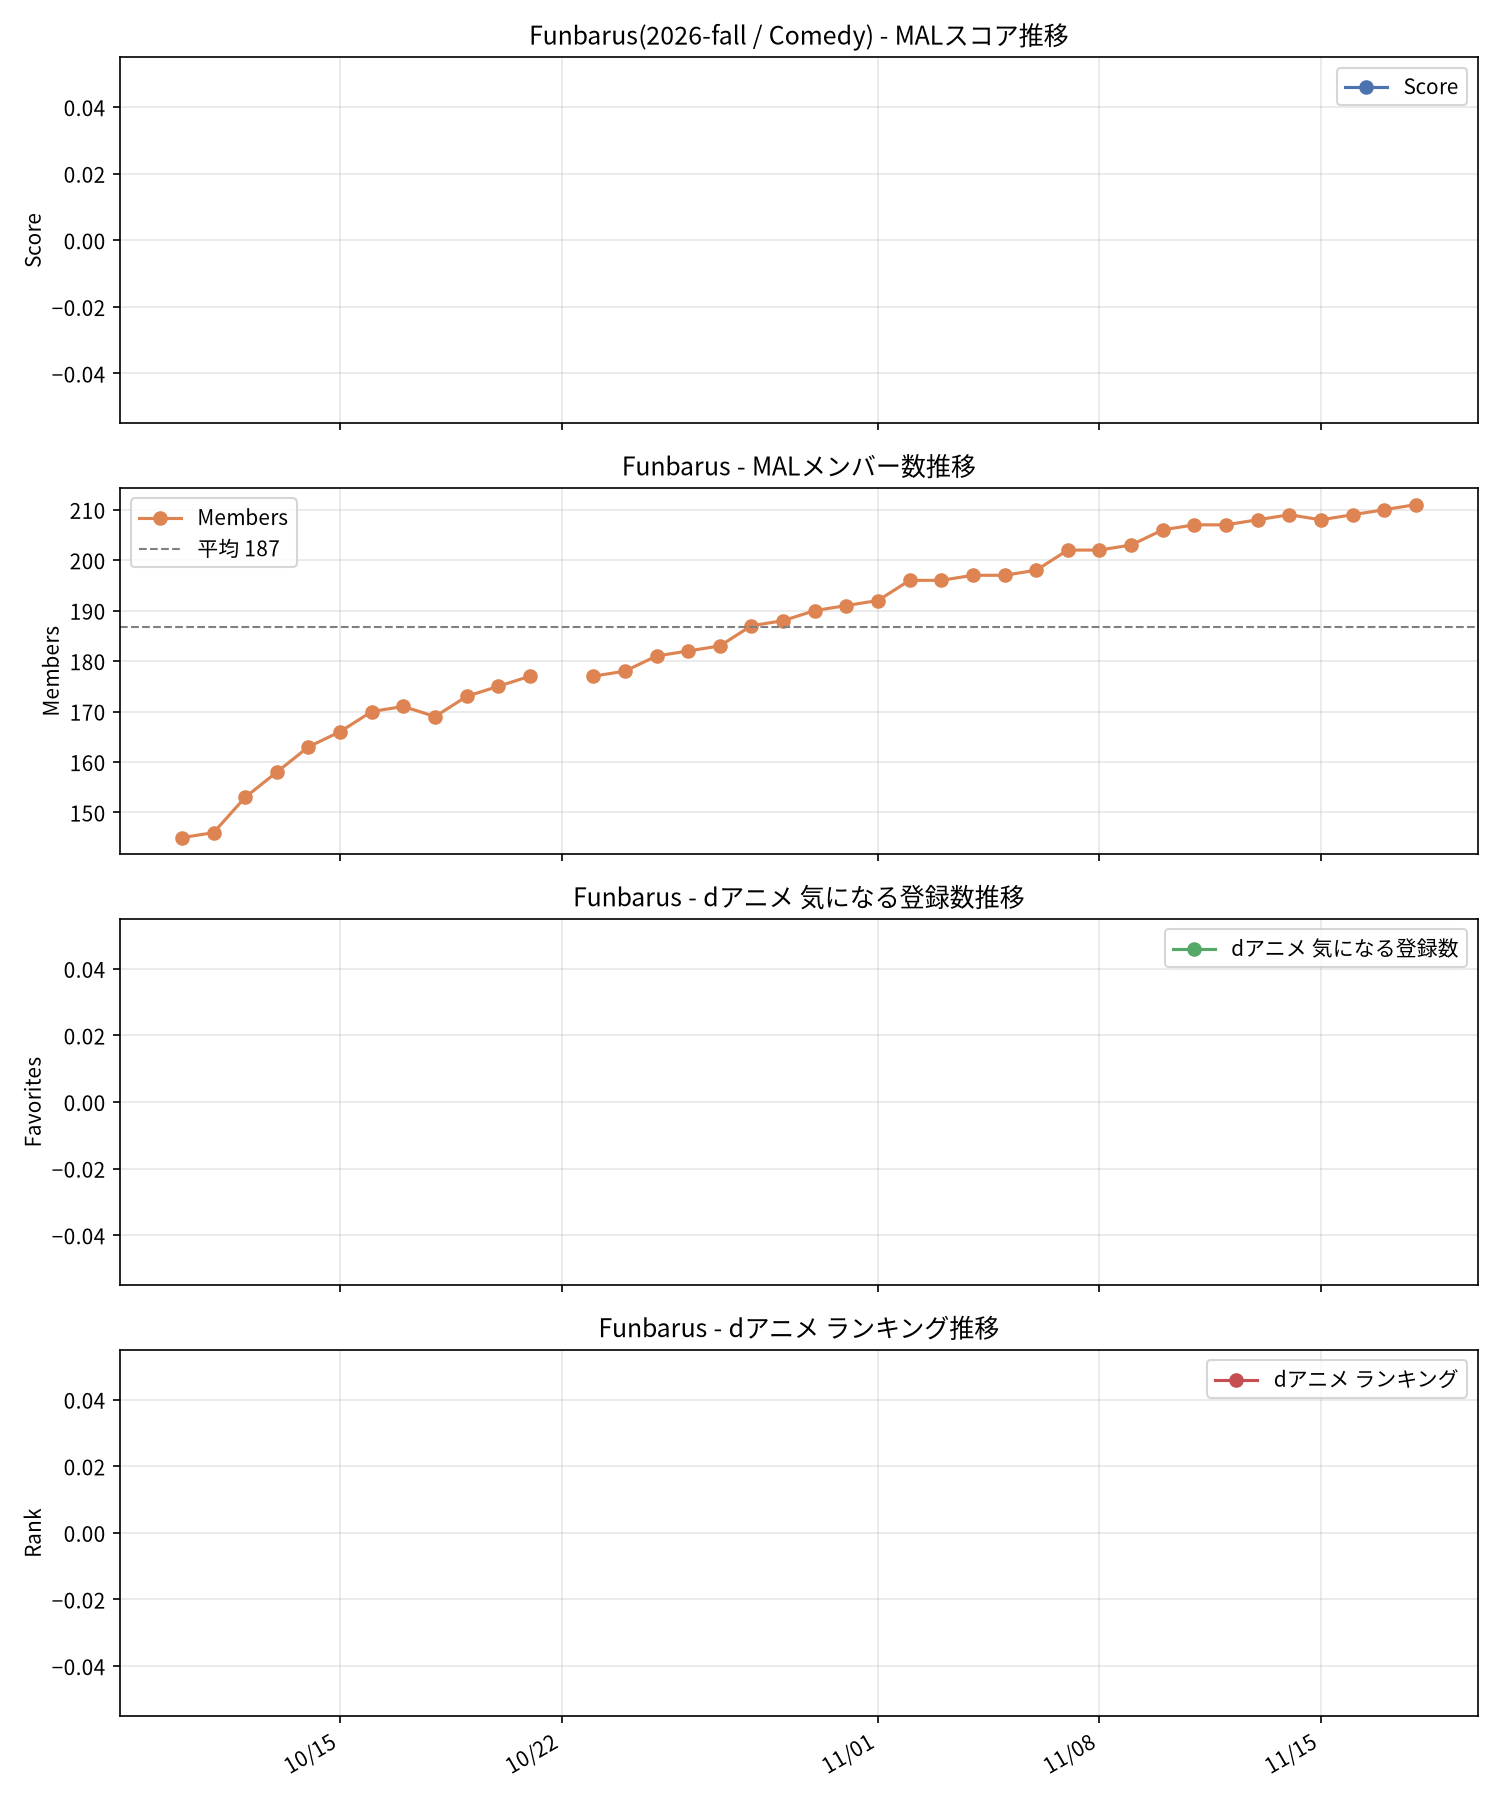 Funbarus(2026-fall / Comedy) - MALスコア推移
Score
0.04
0.02
0.00
−0.02
−0.04
Score
Funbarus - MALメンバー数推移
Members
平均 187
210
200
190
180
170
160
150
Members
Funbarus - dアニメ 気になる登録数推移
dアニメ 気になる登録数
0.04
0.02
0.00
−0.02
−0.04
Favorites
Funbarus - dアニメ ランキング推移
dアニメ ランキング
0.04
0.02
0.00
−0.02
−0.04
Rank
10/15
10/22
11/01
11/08
11/15